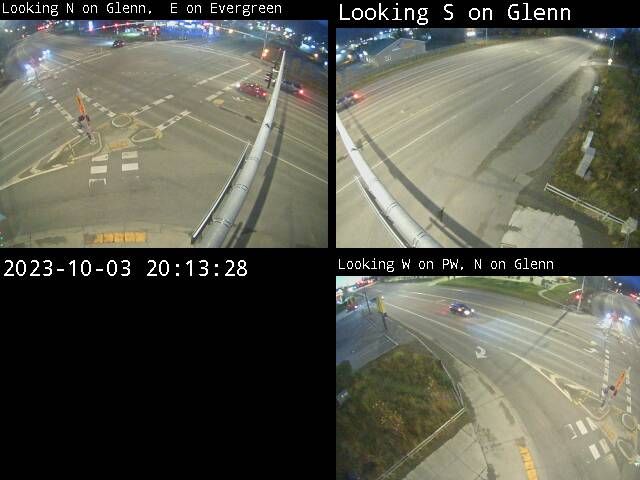 Looking N on Glenn, E on Evergreen
Looking S on Glenn
2023-10-03 20:13:28
Looking W on PW, N on Glenn